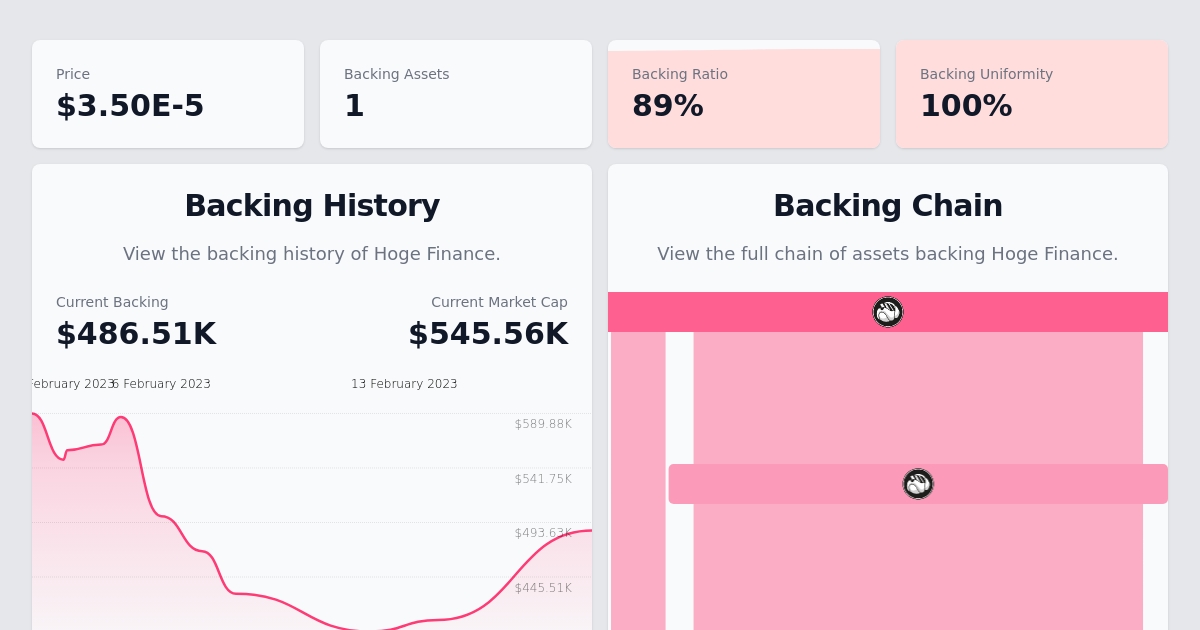 Price
$3.50E-5
Backing Assets
1
Backing Ratio
89%
Backing Uniformity
100%
Backing History
View the backing history of Hoge Finance.
Current Backing
$486.51K
Current Market Cap
$545.56K
February 2023
6 February 2023
13 February 2023
$589.88K
$541.75K
$493.63K
$445.51K
Backing Chain
View the full chain of assets backing Hoge Finance.